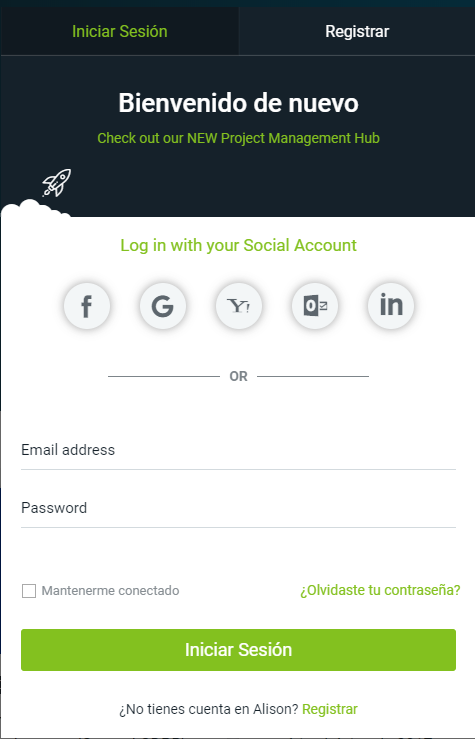 Iniciar Sesión Registrar
Bienvenido de nuevo
Check out our NEW Project Management Hub
Log in with your Social Account
f G Y! O in
OR
Email address
Password
Mantenerme conectado ¿Olvidaste tu contraseña?
Iniciar Sesión
¿No tienes cuenta en Alison? Registrar